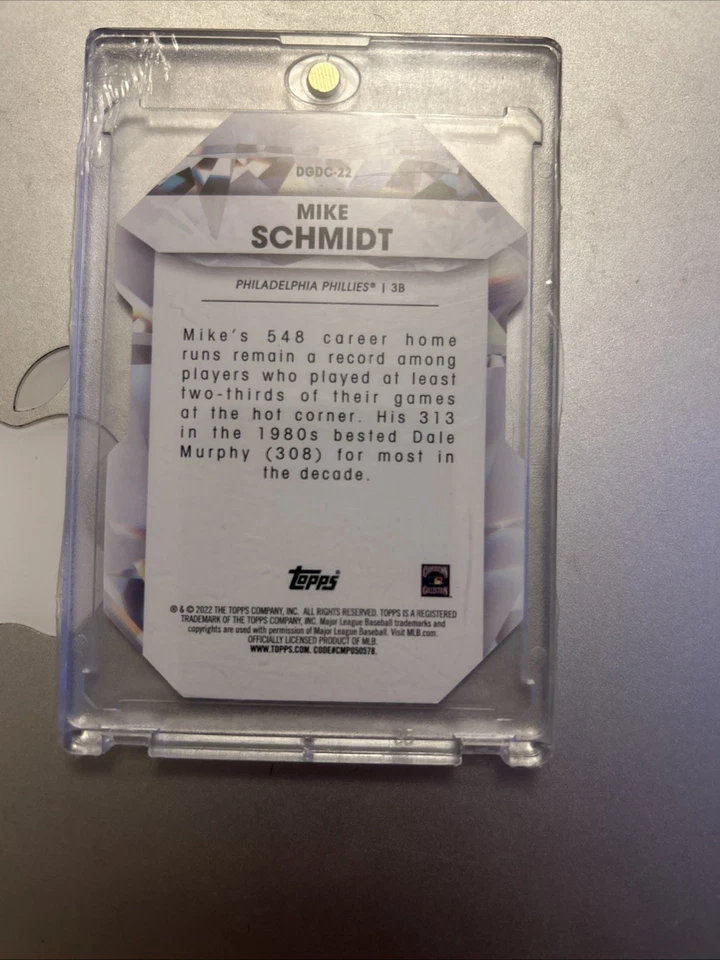 DGDC-22
MIKE
SCHMIDT
PHILADELPHIA PHILLIES® | 3B
Mike's 548 career home
runs remain a record among
players who played at least
two-thirds of their games
at the hot corner. His 313
in the 1980s bested Dale
Murphy (308) for most in
the decade.
Topps®
® & © 2022 THE TOPPS COMPANY, INC. ALL RIGHTS RESERVED. TOPPS IS A REGISTERED
TRADEMARK OF THE TOPPS COMPANY, INC. Major League Baseball trademarks and
copyrights are used with permission of Major League Baseball. Visit MLB.com.
OFFICIALLY LICENSED PRODUCT OF MLB.
WWW.TOPPS.COM. CODE#CMP050578.